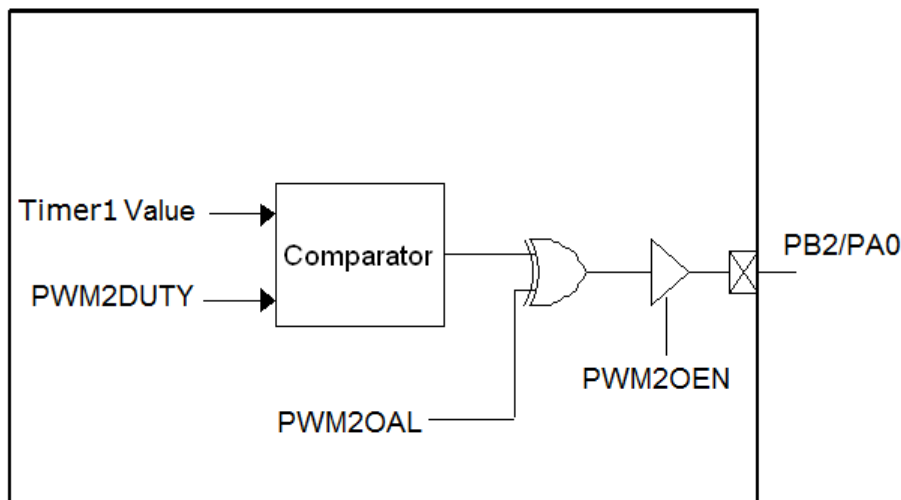 Timer1 Value
PB2/PA0
Comparator
PWM2DUTY
PWM2OEN
PWM2OAL